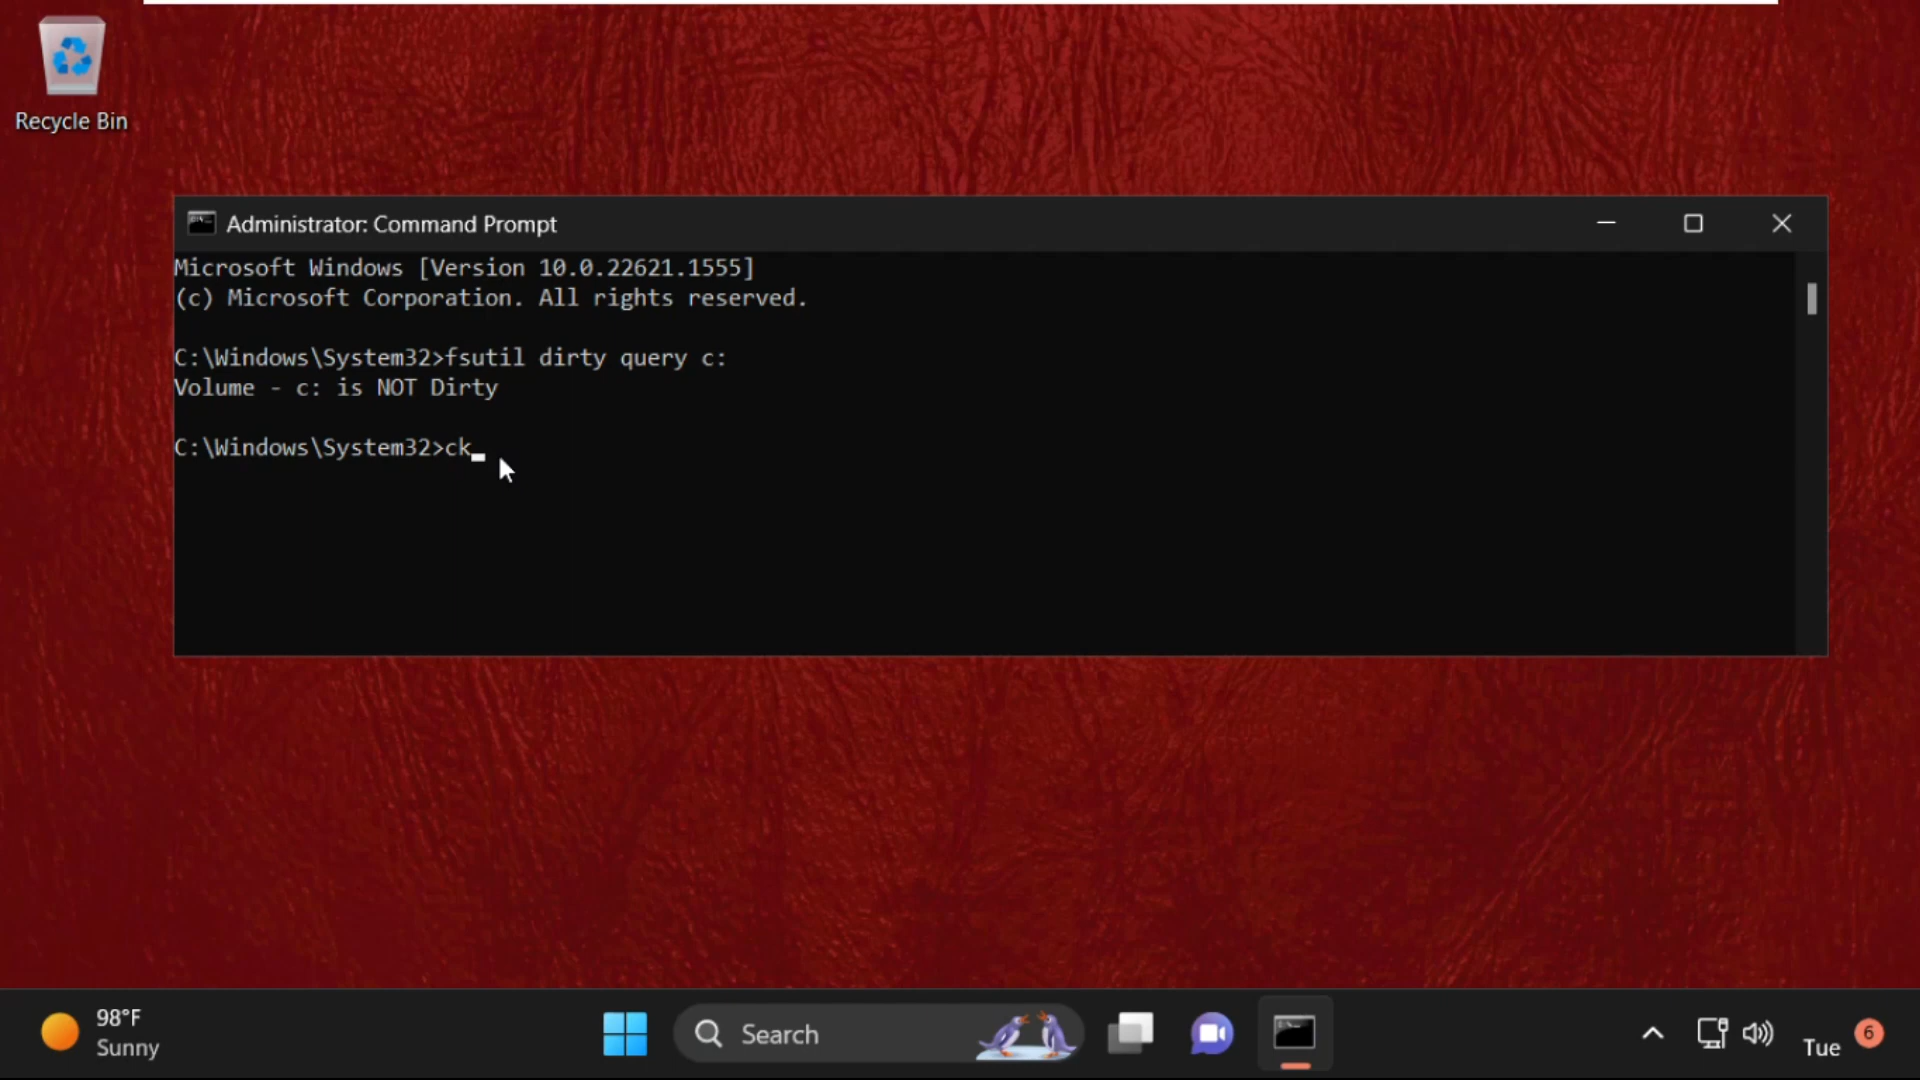 Recycle Bin
Administrator: Command Prompt
Microsoft Windows [Version 10.0.22621.1555]
(c) Microsoft Corporation. All rights reserved.
C:\Windows\System32>fsutil dirty query c:
Volume - c: is NOT Dirty
C:\Windows\System32>ck
98°F
Sunny
Search
Tue
6